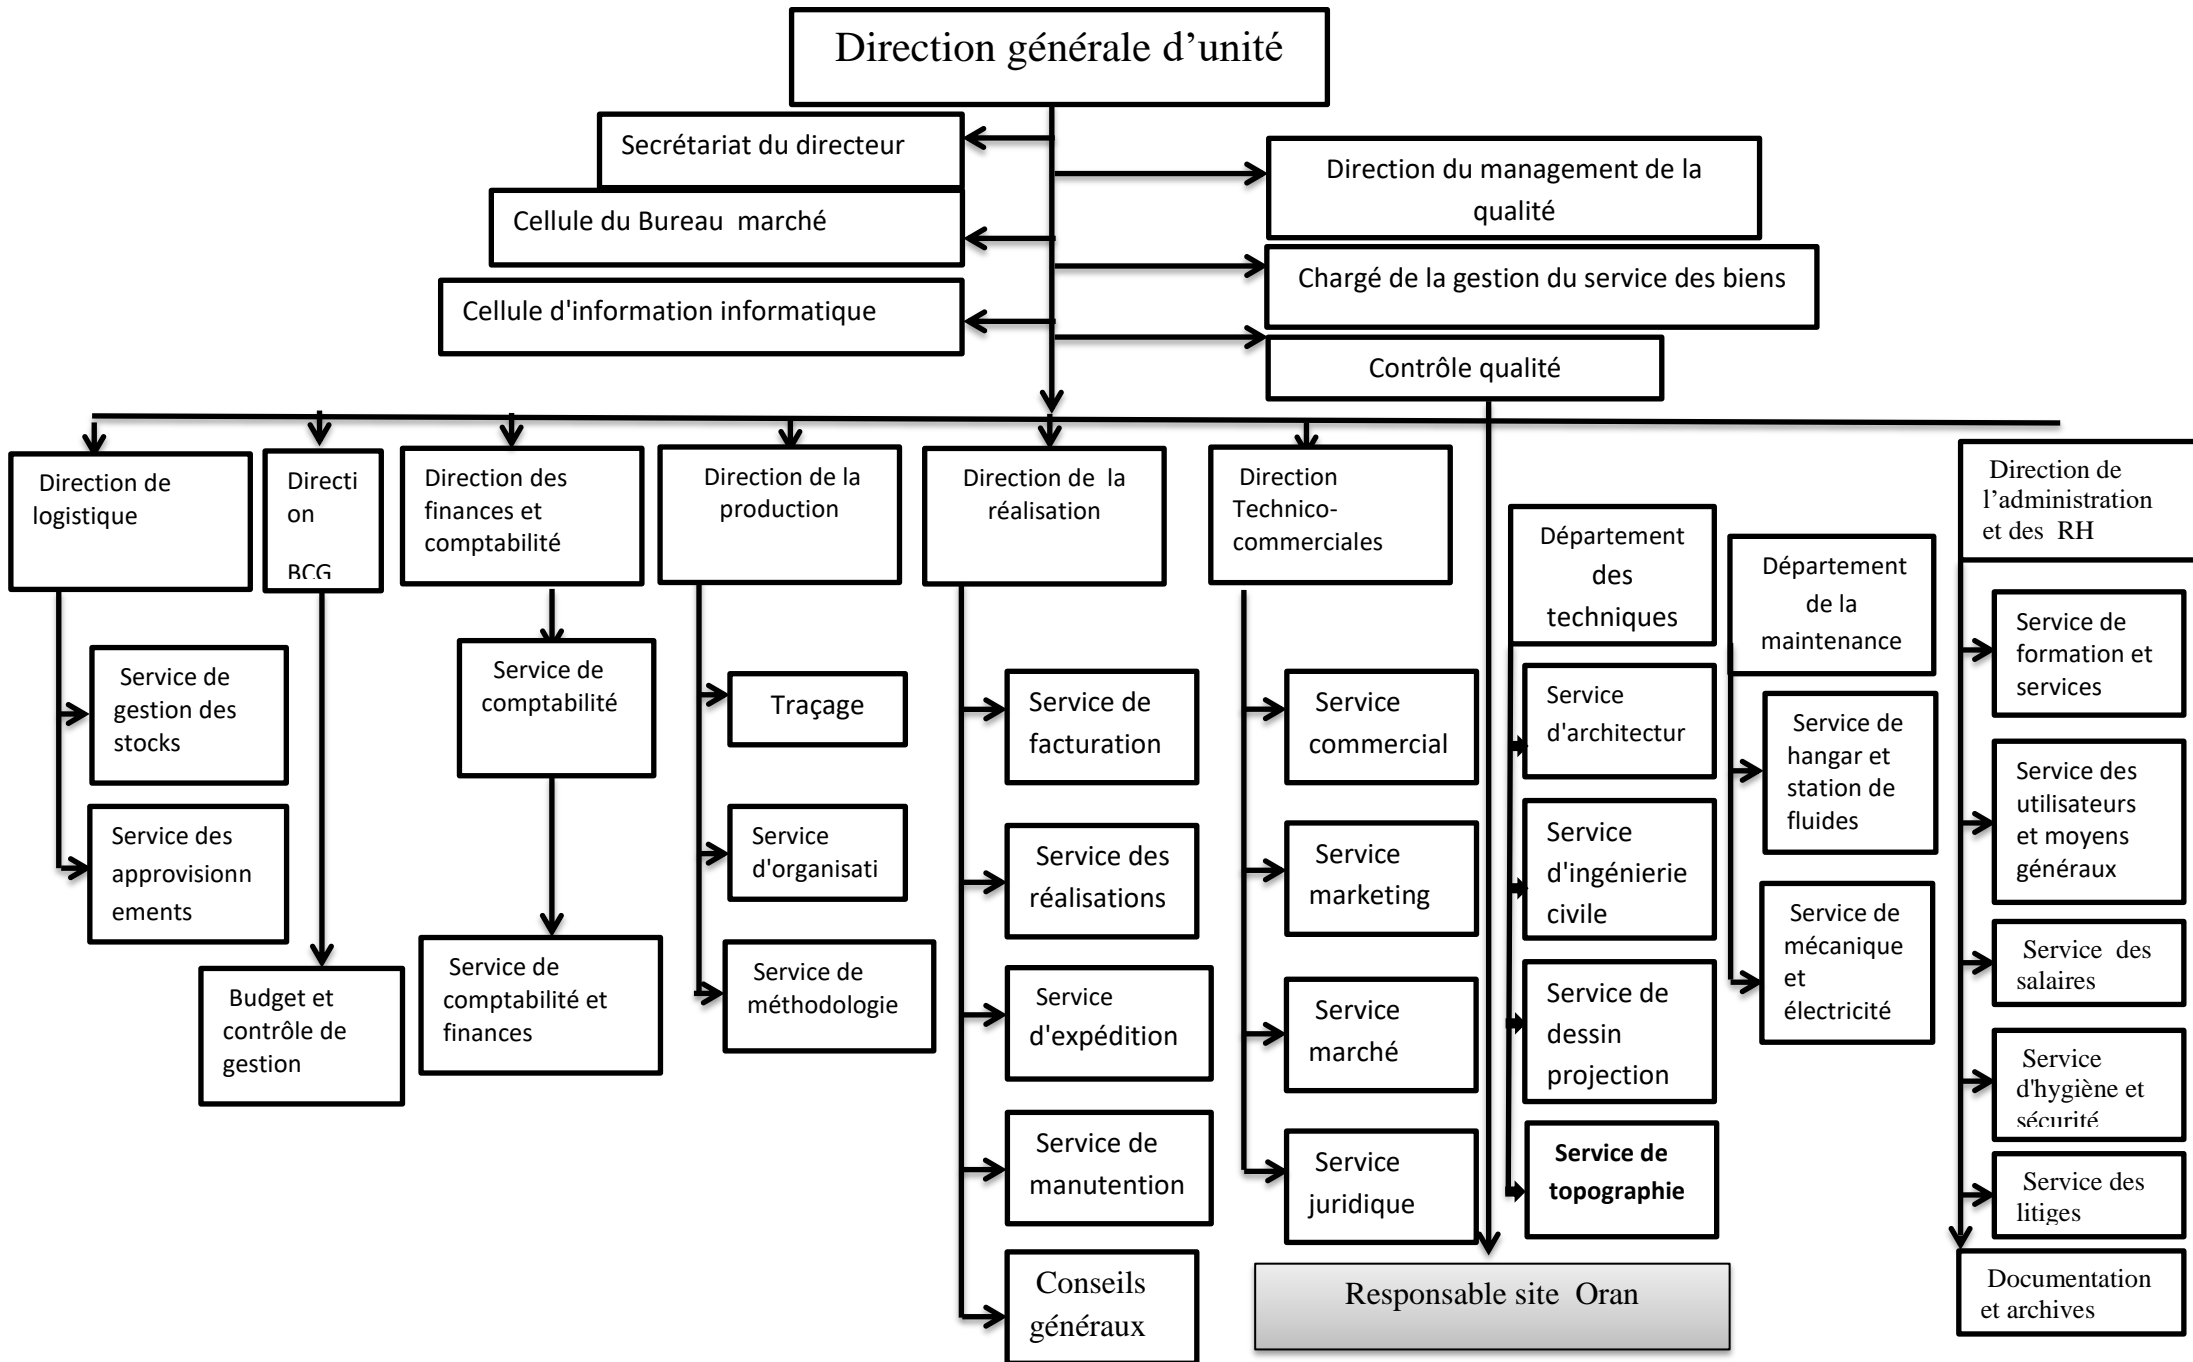 Direction générale d’unité
Secrétariat du directeur
Direction du management de la
qualité
Cellule du Bureau marché
Chargé de la gestion du service des biens
Cellule d'information informatique
Contrôle qualité
Direction de
logistique
Directi
on
BCG
Direction des
finances et
comptabilité
Direction de la
production
Direction de la
réalisation
Direction
Technico-
commerciales
Département
des
techniques
Département
de la
maintenance
Direction de
l’administration
et des RH
Service de
gestion des
stocks
Service des
approvisionn
ements
Budget et
contrôle de
gestion
Service de
comptabilité
Service de
comptabilité et
finances
Traçage
Service
d'organisati
Service de
méthodologie
Service de
facturation
Service des
réalisations
Service
d'expédition
Service de
manutention
Conseils
généraux
Service
commercial
Service
marketing
Service
marché
Service
juridique
Service
d'architectur
Service
d'ingénierie
civile
Service de
dessin
projection
Service de
topographie
Service de
hangar et
station de
fluides
Service de
mécanique
et
électricité
Service de
formation et
services
Service des
utilisateurs
et moyens
généraux
Service des
salaires
Service
d'hygiène et
sécurité
Service des
litiges
Documentation
et archives
Responsable site Oran